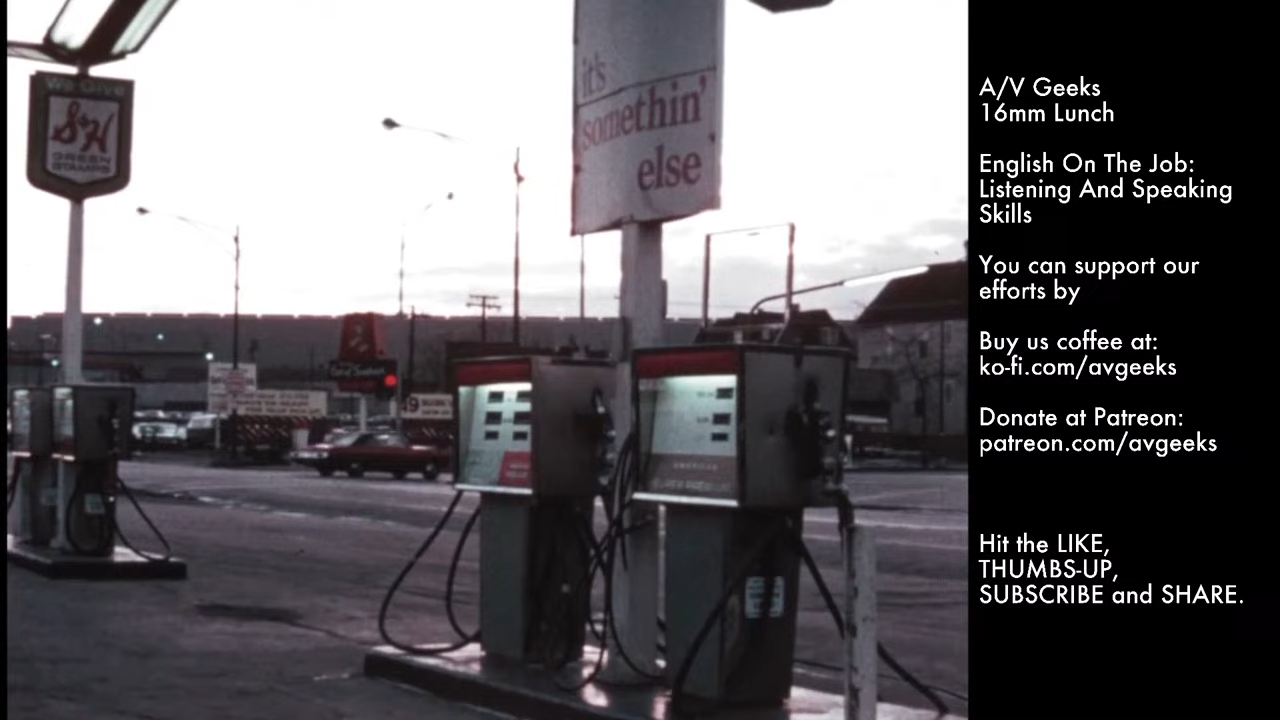 We Give
S&H
GREEN
STAMPS
it's
somethin'
else
49
AMERICAN
A/V Geeks
16mm Lunch
English On The Job:
Listening And Speaking
Skills
You can support our
efforts by
Buy us coffee at:
ko-fi.com/avgeeks
Donate at Patreon:
patreon.com/avgeeks
Hit the LIKE,
THUMBS-UP,
SUBSCRIBE and SHARE.